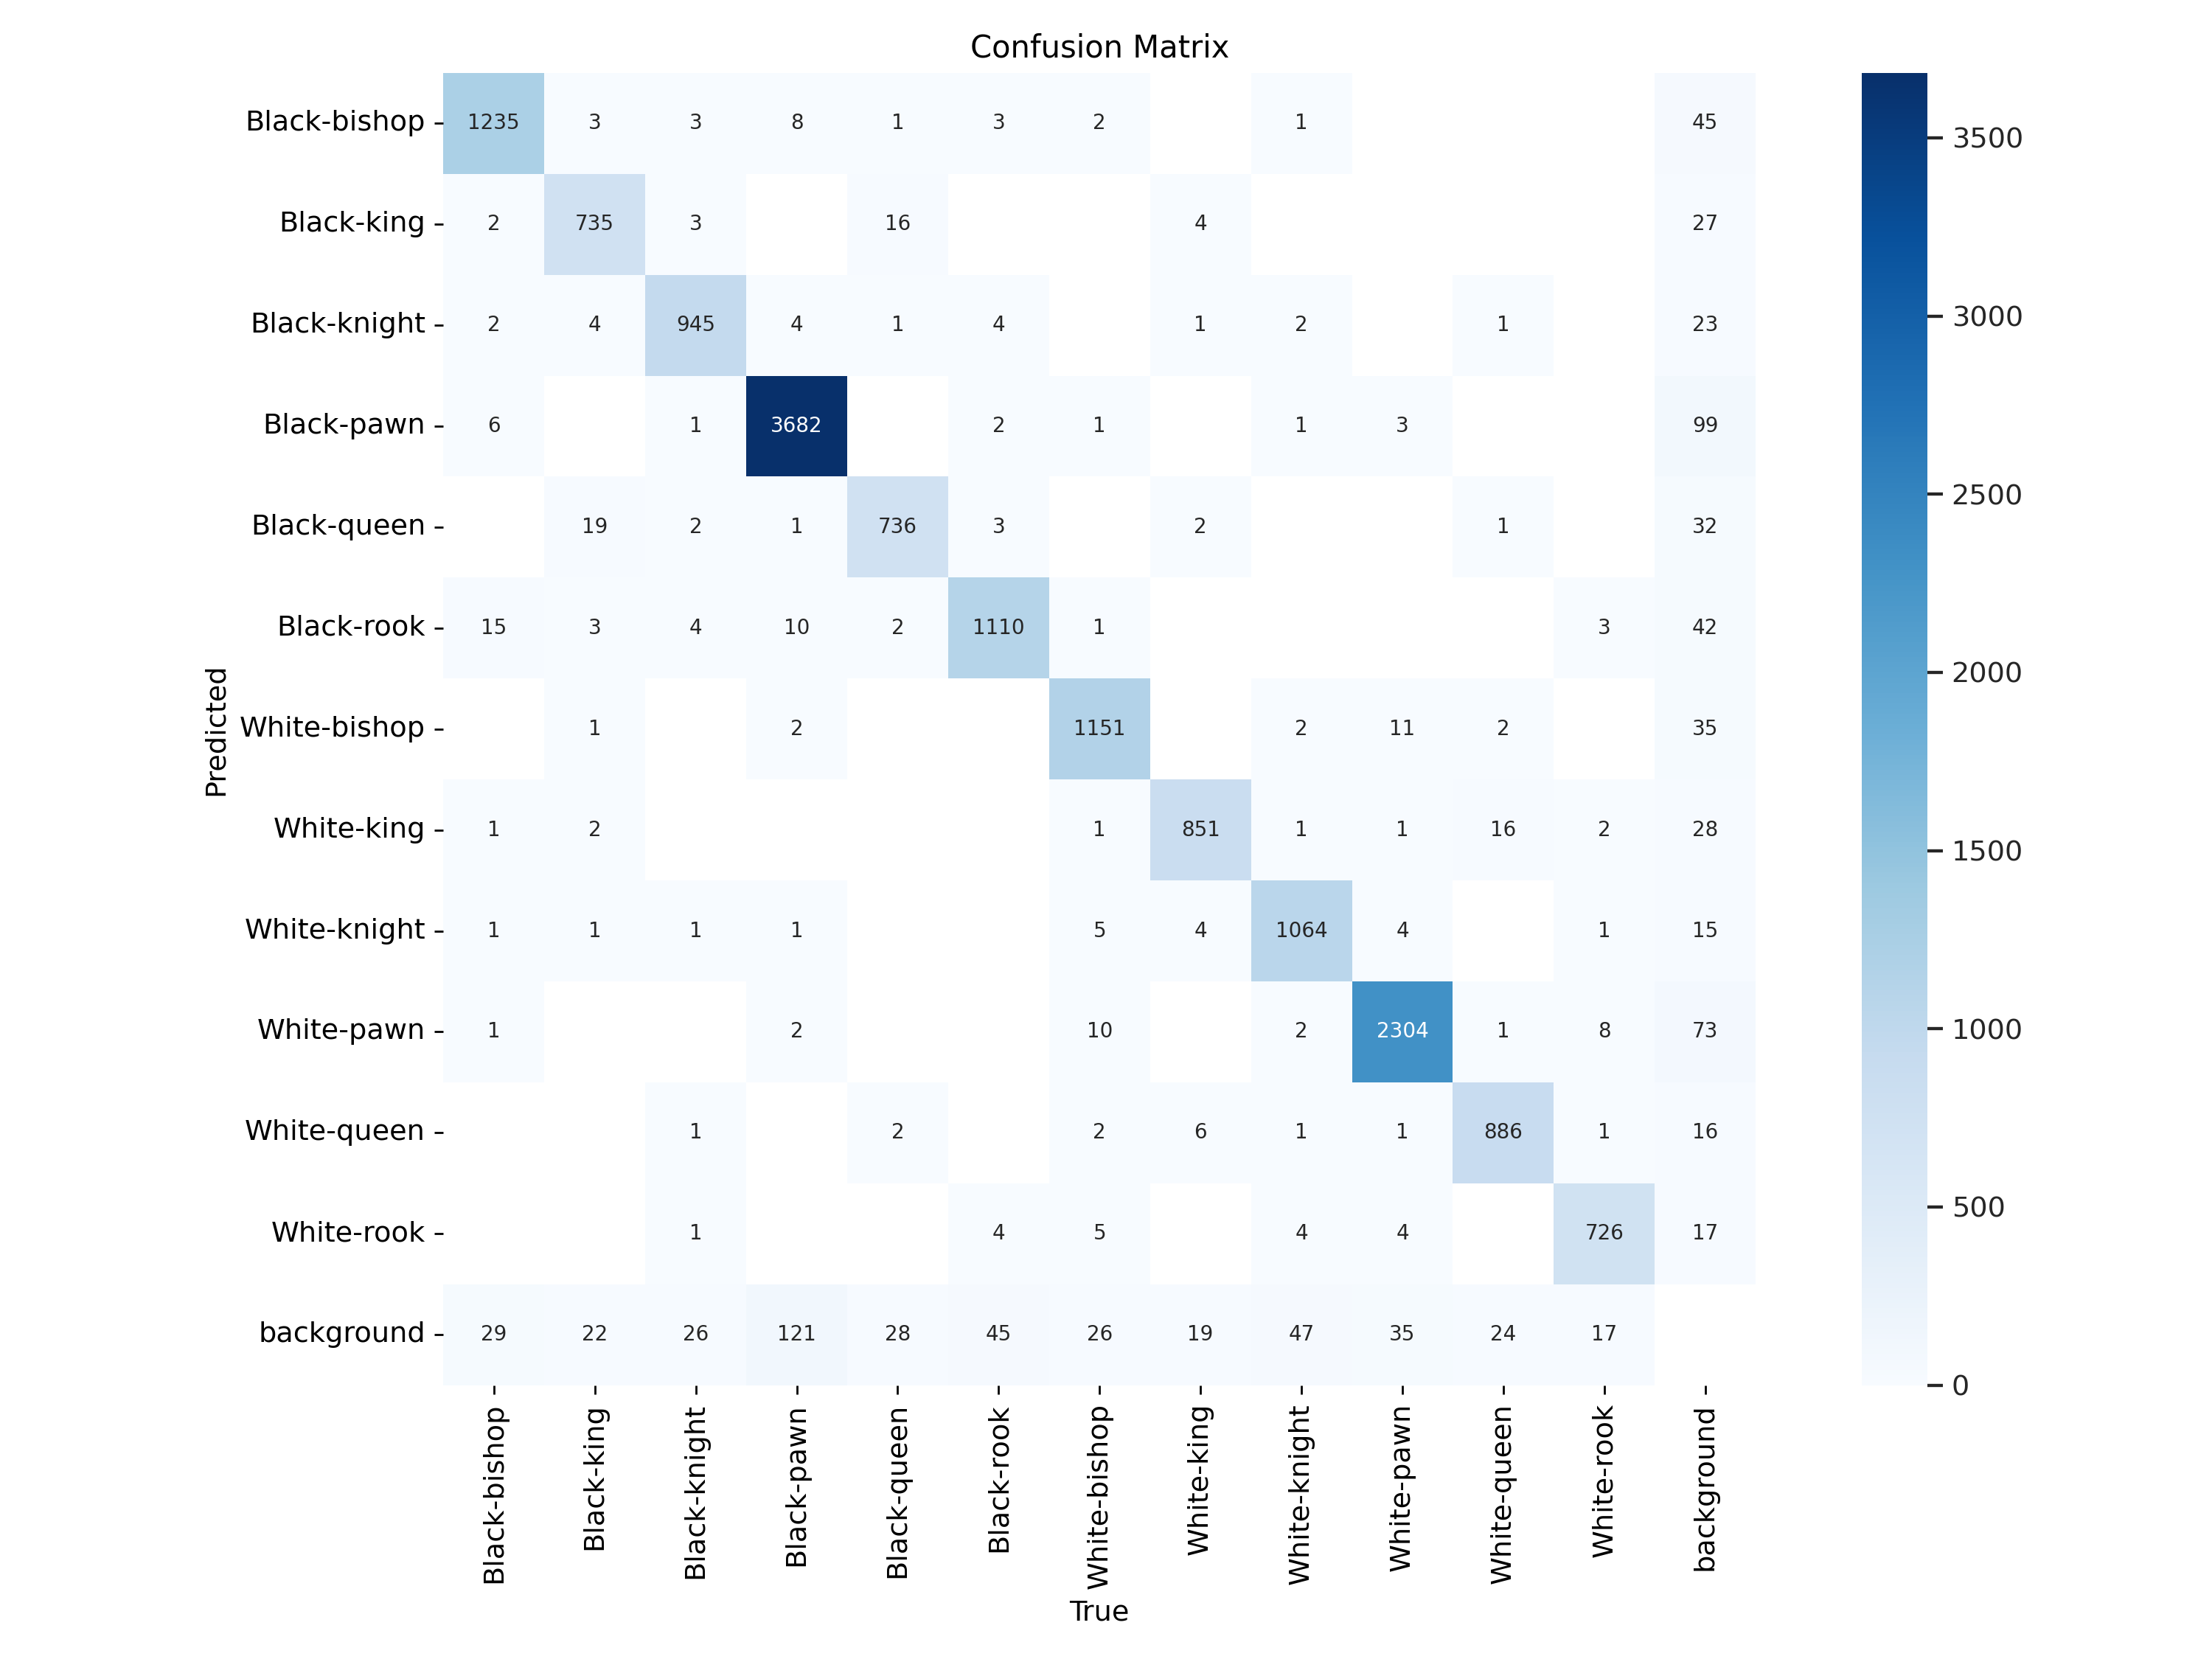 Confusion Matrix
Black-bishop 1235 3 3 8 1 3 2 1 45
Black-king 2 735 3 16 4 27
Black-knight 2 4 945 4 1 4 1 2 1 23
Black-pawn 6 1 3682 2 1 1 3 99
Black-queen 19 2 1 736 3 2 1 32
Black-rook 15 3 4 10 2 1110 1 3 42
White-bishop 1 2 1151 2 11 2 35
White-king 1 2 1 851 1 1 16 2 28
White-knight 1 1 1 1 5 4 1064 4 1 15
White-pawn 1 2 10 2 2304 1 8 73
White-queen 1 2 2 6 1 1 886 1 16
White-rook 1 4 5 4 4 726 17
background 29 22 26 121 28 45 26 19 47 35 24 17
Predicted
Black-bishop
Black-king
Black-knight
Black-pawn
Black-queen
Black-rook
White-bishop
White-king
White-knight
White-pawn
White-queen
White-rook
background
True
3500
3000
2500
2000
1500
1000
500
0